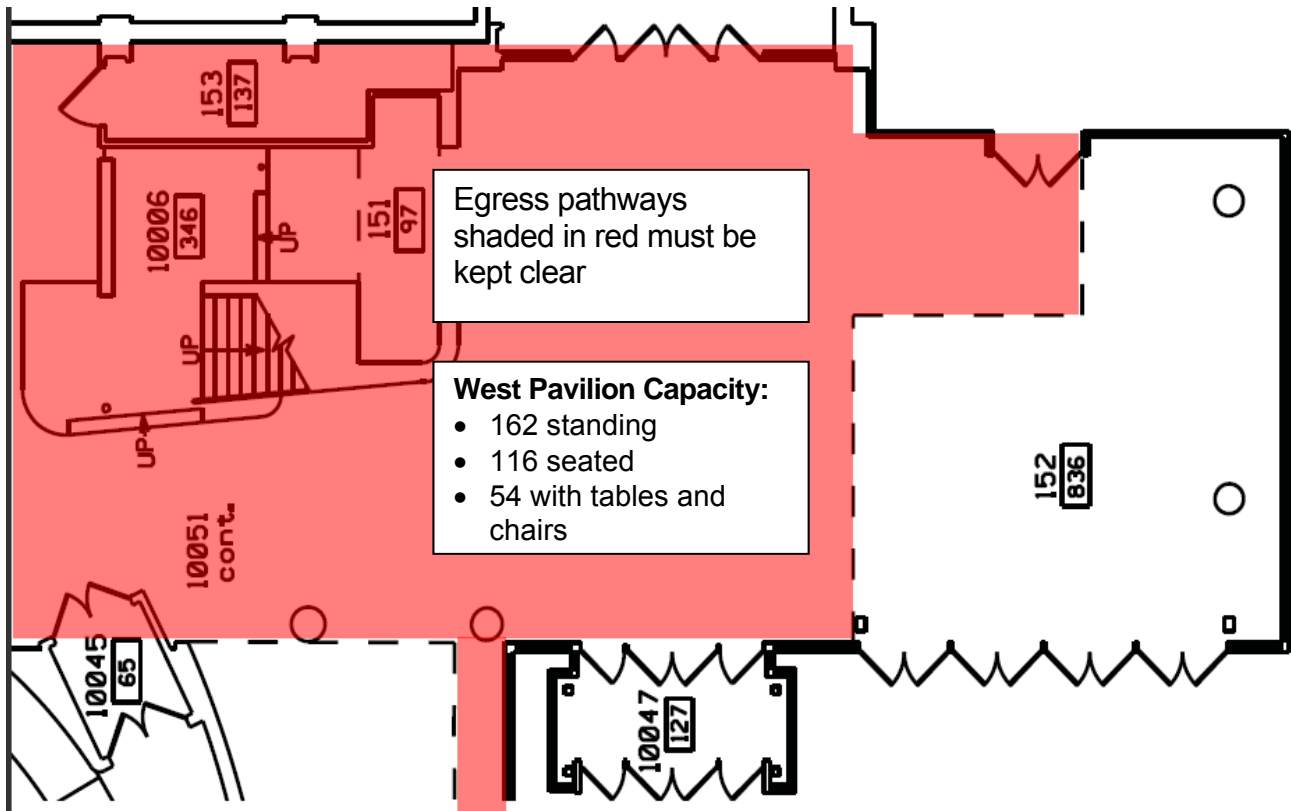 153
137
10006
346
UP
151
97
Egress pathways
shaded in red must be
kept clear
UP
UP
West Pavilion Capacity:
• 162 standing
• 116 seated
• 54 with tables and
chairs
152
836
10051
cont.
10045
65
10047
127